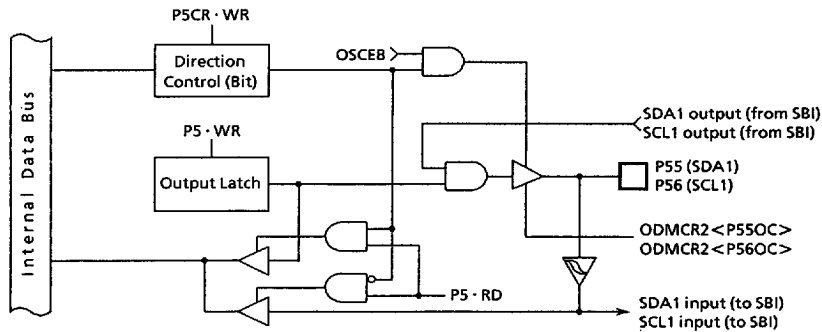 P5CR · WR
OSCEB
Direction
Control (Bit)
Internal Data Bus
SDA1 output (from SBI)
SCL1 output (from SBI)
P5 · WR
Output Latch
P55 (SDA1)
P56 (SCL1)
ODMCR2<P55OC>
ODMCR2<P56OC>
P5 · RD
SDA1 input (to SBI)
SCL1 input (to SBI)